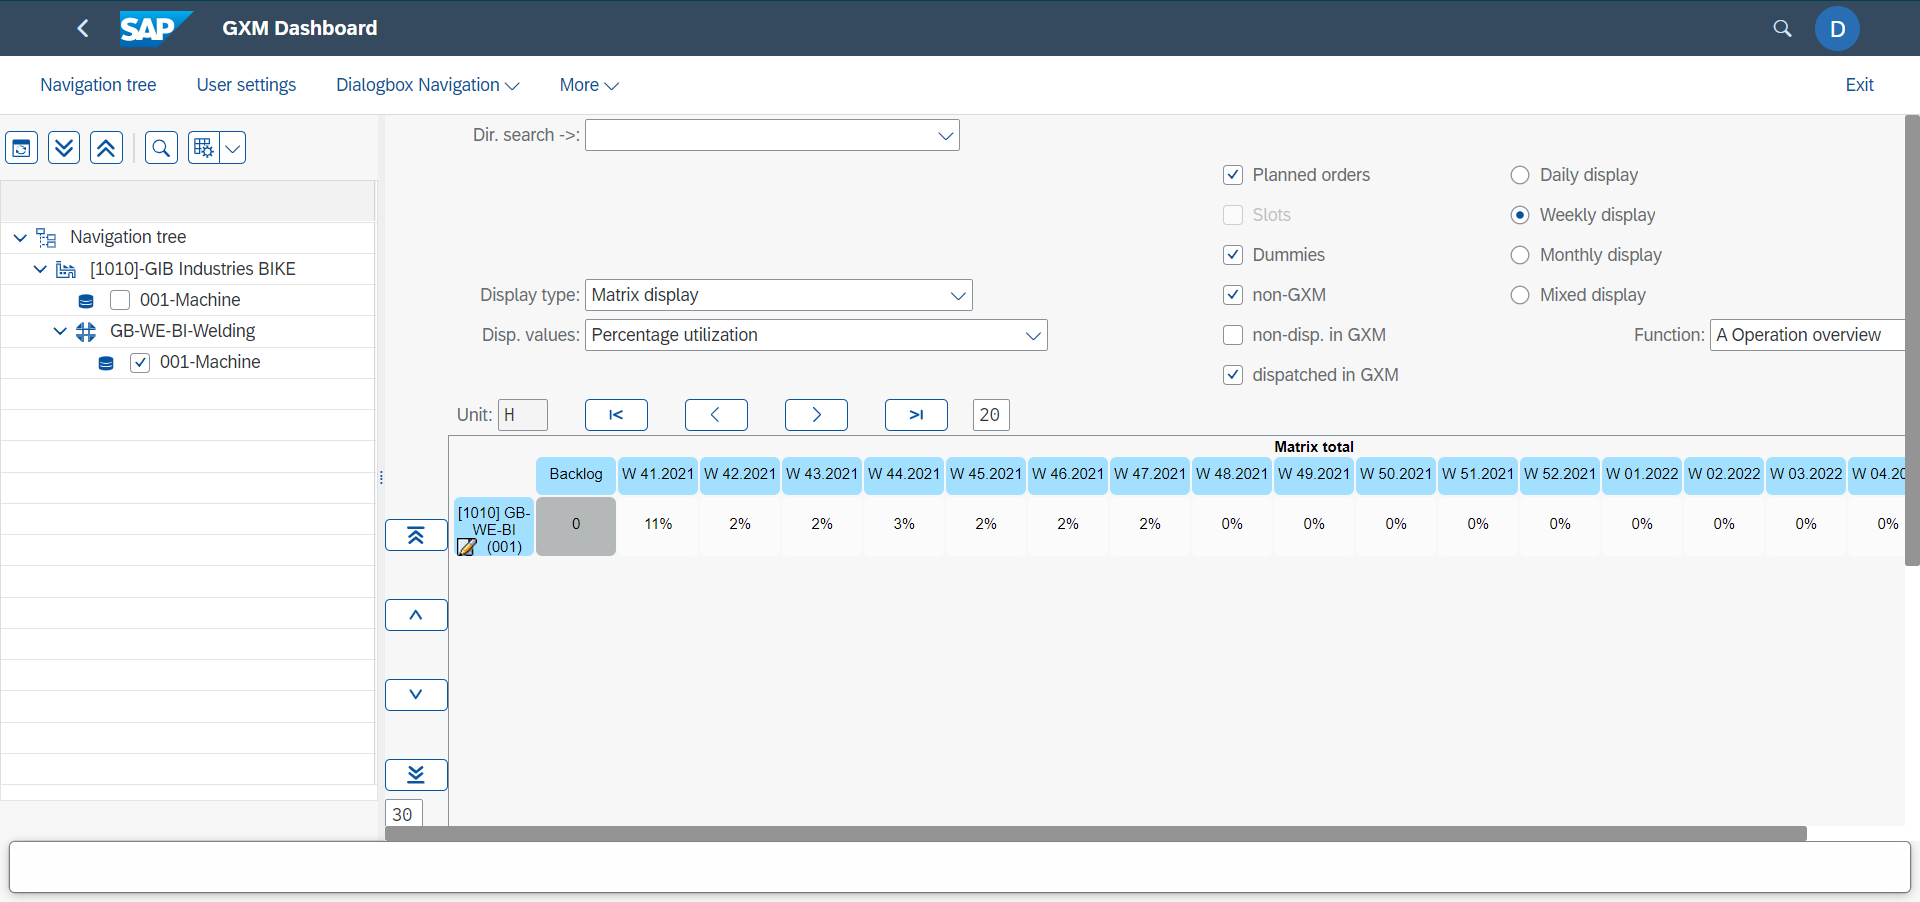 SAP GXM Dashboard D
Navigation tree User settings Dialogbox Navigation More Exit
Dir. search ->:
Planned orders Daily display
Slots Weekly display
Navigation tree
Dummies Monthly display
[1010]-GIB Industries BIKE
Display type: Matrix display non-GXM Mixed display
001-Machine
GB-WE-BI-Welding
Disp. values: Percentage utilization non-disp. in GXM Function: A Operation overview
001-Machine
dispatched in GXM
Unit: H 20
Matrix total
Backlog W 41.2021 W 42.2021 W 43.2021 W 44.2021 W 45.2021 W 46.2021 W 47.2021 W 48.2021 W 49.2021 W 50.2021 W 51.2021 W 52.2021 W 01.2022 W 02.2022 W 03.2022 W 04.20
[1010] GB-
WE-BI
(001)
0 11% 2% 2% 3% 2% 2% 2% 0% 0% 0% 0% 0% 0% 0% 0% 0%
30